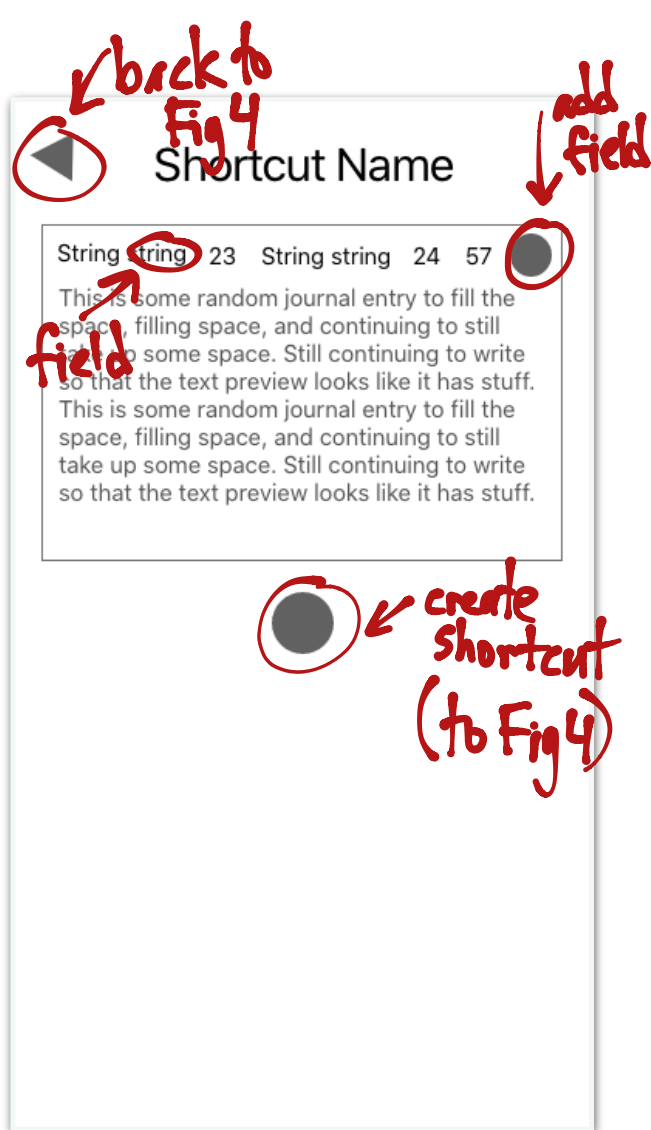 back to
Fig 4
add
field
Shortcut Name
String string 23 String string 24 57
field
This is some random journal entry to fill the
space, filling space, and continuing to still
take up some space. Still continuing to write
so that the text preview looks like it has stuff.
This is some random journal entry to fill the
space, filling space, and continuing to still
take up some space. Still continuing to write
so that the text preview looks like it has stuff.
create
shortcut
(to Fig 4)